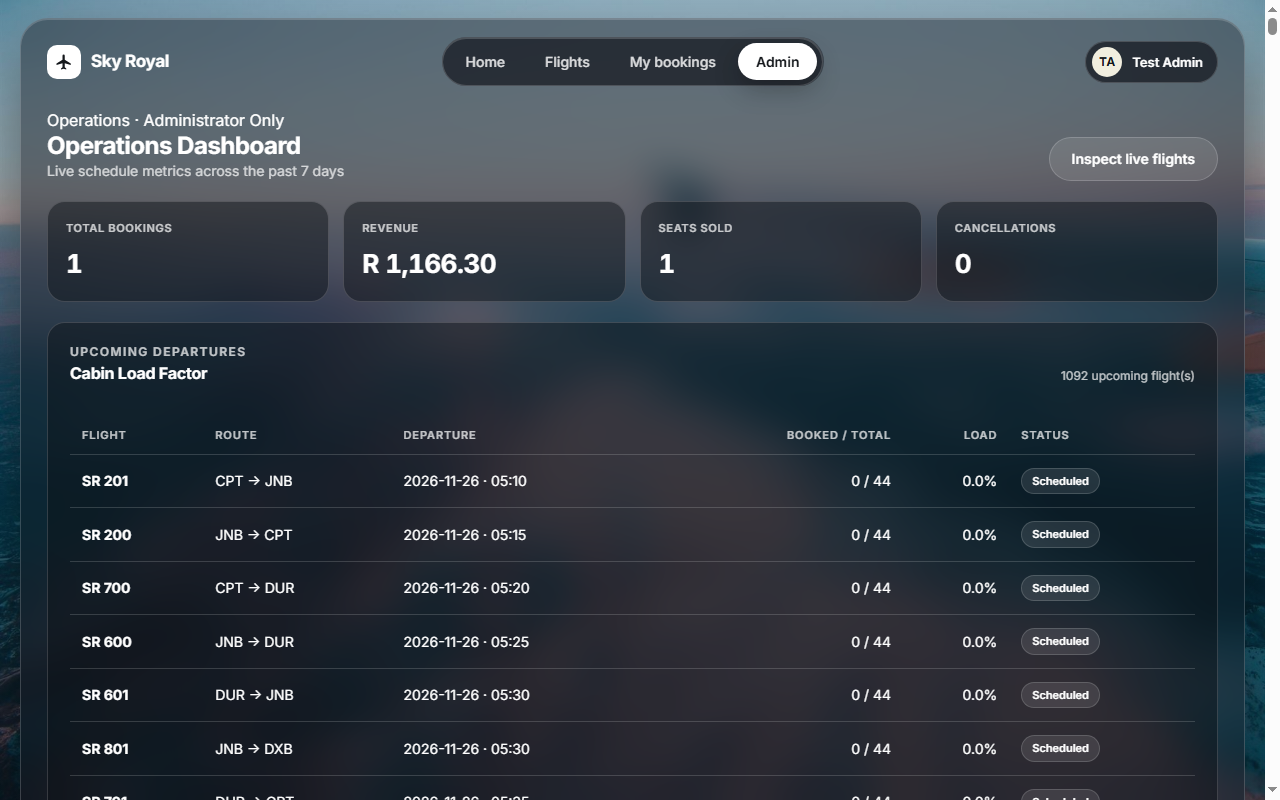 Sky Royal
Home Flights My bookings Admin
TA Test Admin
Operations · Administrator Only
Operations Dashboard
Live schedule metrics across the past 7 days
Inspect live flights
TOTAL BOOKINGS
1
REVENUE
R 1,166.30
SEATS SOLD
1
CANCELLATIONS
0
UPCOMING DEPARTURES
Cabin Load Factor
1092 upcoming flight(s)
FLIGHT ROUTE DEPARTURE BOOKED / TOTAL LOAD STATUS
SR 201 CPT → JNB 2026-11-26 · 05:10 0 / 44 0.0% Scheduled
SR 200 JNB → CPT 2026-11-26 · 05:15 0 / 44 0.0% Scheduled
SR 700 CPT → DUR 2026-11-26 · 05:20 0 / 44 0.0% Scheduled
SR 600 JNB → DUR 2026-11-26 · 05:25 0 / 44 0.0% Scheduled
SR 601 DUR → JNB 2026-11-26 · 05:30 0 / 44 0.0% Scheduled
SR 801 JNB → DXB 2026-11-26 · 05:30 0 / 44 0.0% Scheduled